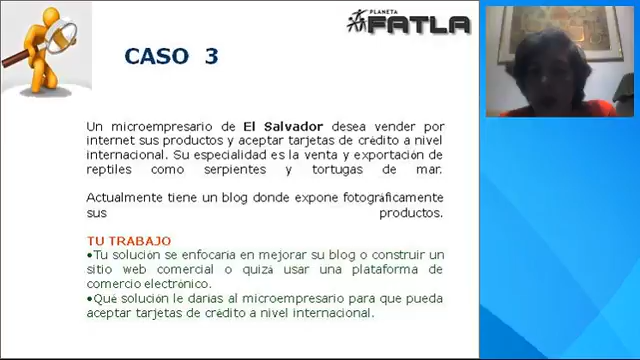 PLANETA
FATLA
CASO 3
Un microempresario de El Salvador desea vender por
internet sus productos y aceptar tarjetas de crédito a nivel
internacional. Su especialidad es la venta y exportación de
reptiles como serpientes y tortugas de mar.
Actualmente tiene un blog donde expone fotográficamente
sus productos.
TU TRABAJO
•Tu solución se enfocaría en mejorar su blog o construir un
sitio web comercial o quizá usar una plataforma de
comercio electrónico.
•Qué solución le darías al microempresario para que pueda
aceptar tarjetas de crédito a nivel internacional.